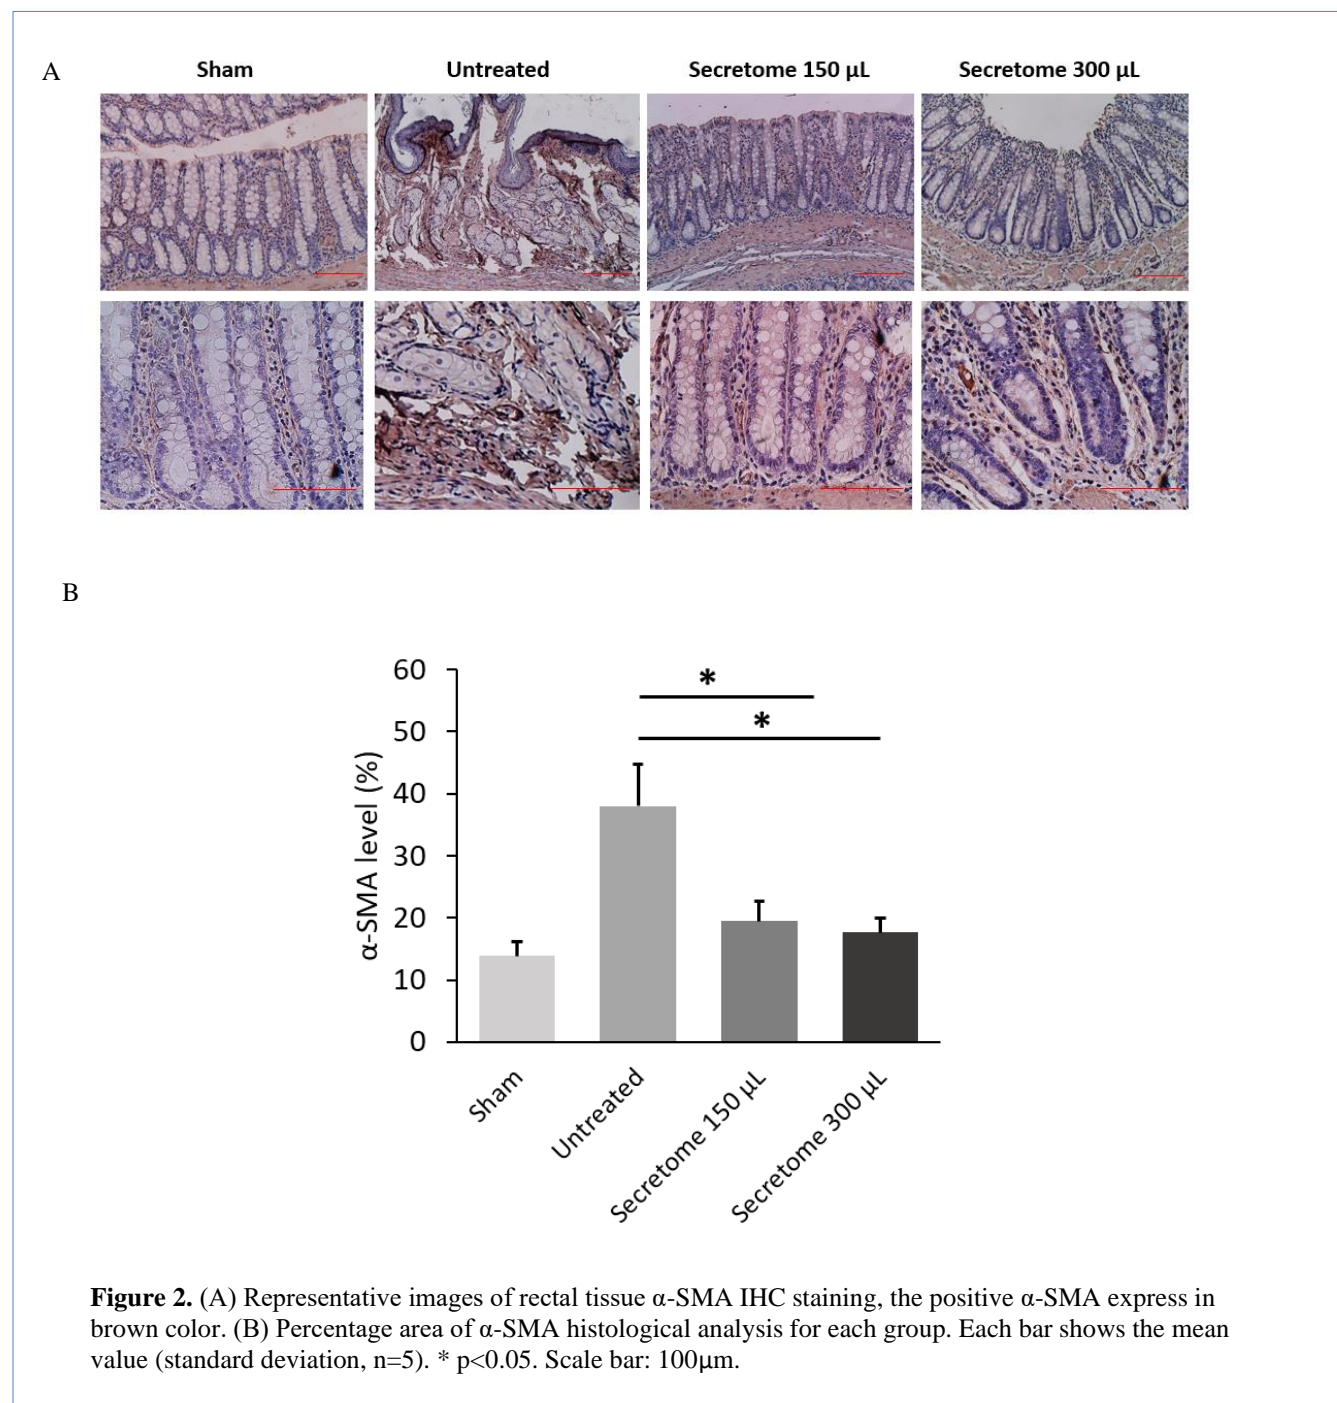 A
Sham
Untreated
Secretome 150 µL
Secretome 300 µL
B
60
50
40
30
20
10
0
α-SMA level (%)
*
*
Sham
Untreated
Secretome 150 µL
Secretome 300 µL
Figure 2. (A) Representative images of rectal tissue α-SMA IHC staining, the positive α-SMA express in
brown color. (B) Percentage area of α-SMA histological analysis for each group. Each bar shows the mean
value (standard deviation, n=5). * p<0.05. Scale bar: 100µm.